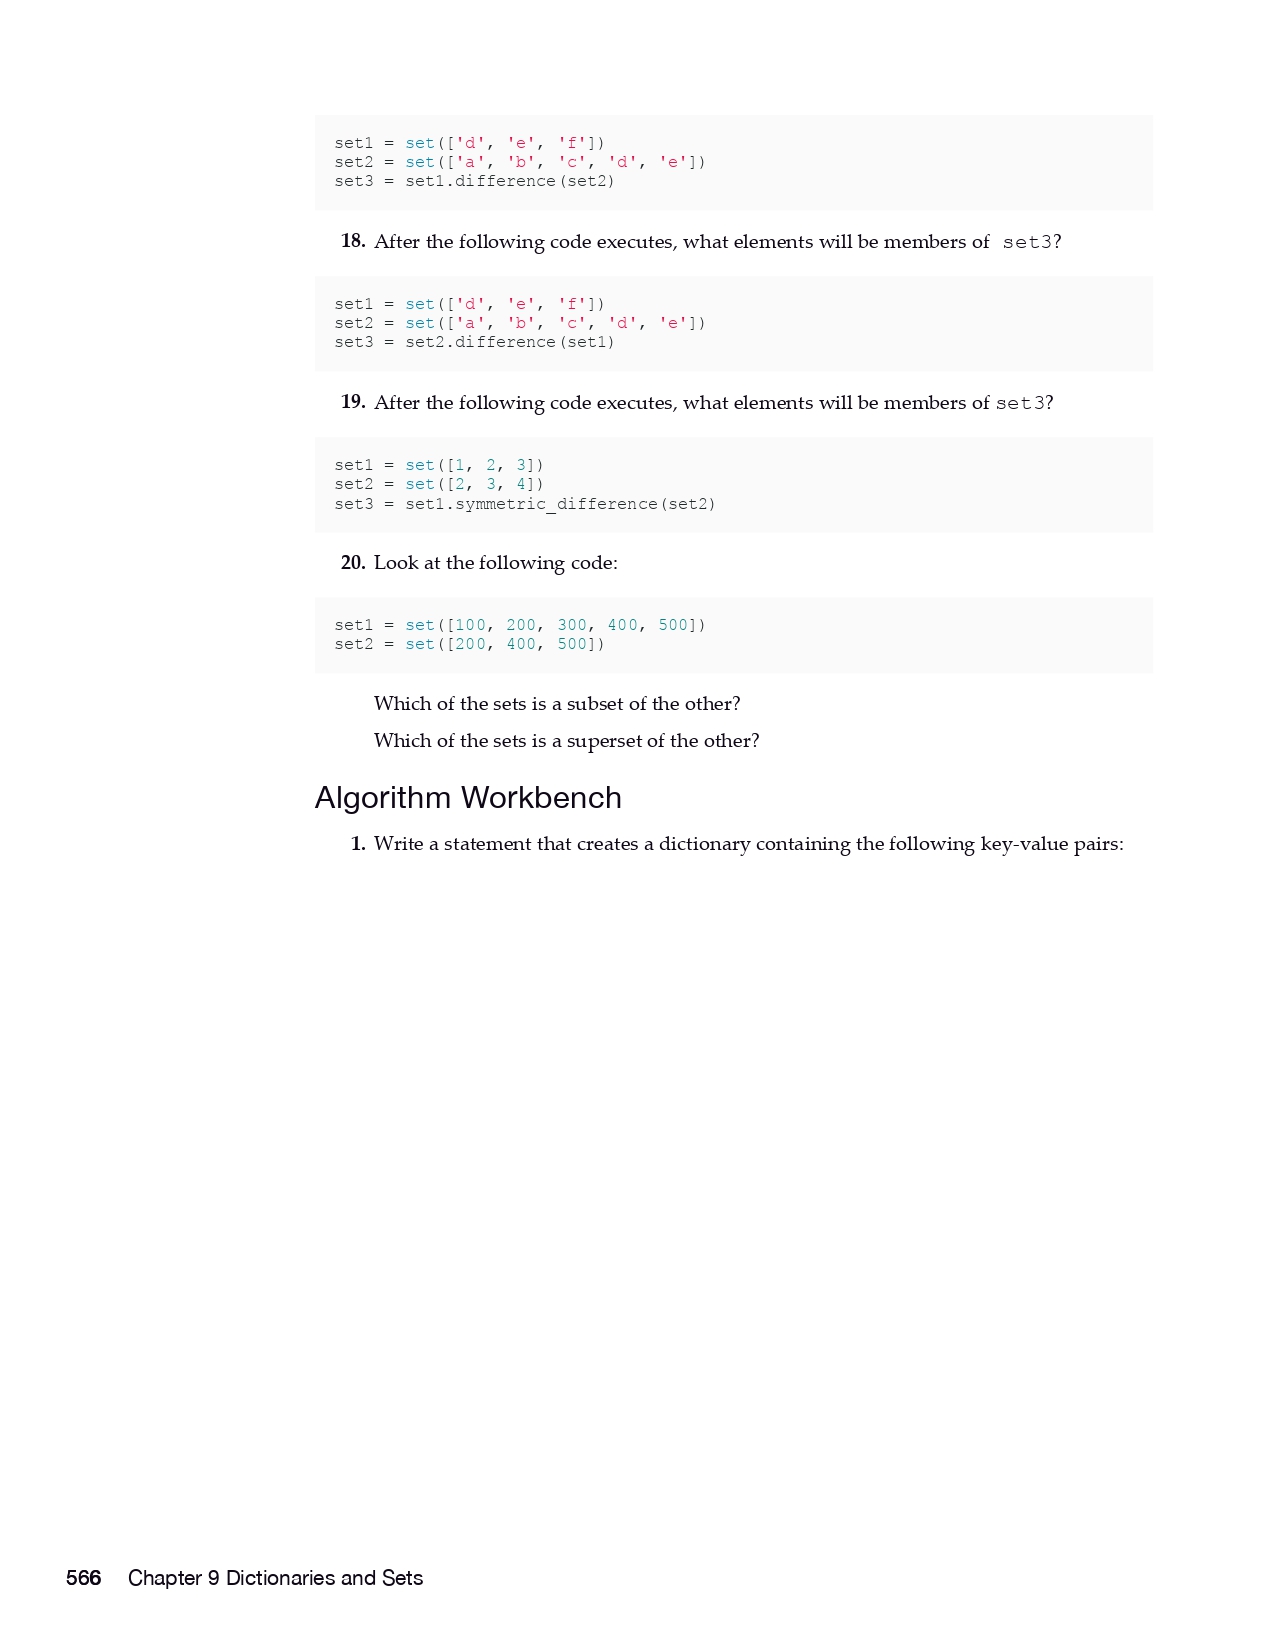 set1 = set(['d', 'e', 'f'])
set2 = set(['a', 'b', 'c', 'd', 'e'])
set3 = set1.difference(set2)
18. After the following code executes, what elements will be members of set3?
set1 = set(['d', 'e', 'f'])
set2 = set(['a', 'b', 'c', 'd', 'e'])
set3 = set2.difference(set1)
19. After the following code executes, what elements will be members of set3?
set1 = set([1, 2, 3])
set2 = set([2, 3, 4])
set3 = set1.symmetric_difference(set2)
20. Look at the following code:
set1 = set([100, 200, 300, 400, 500])
set2 = set([200, 400, 500])
Which of the sets is a subset of the other?
Which of the sets is a superset of the other?
Algorithm Workbench
1. Write a statement that creates a dictionary containing the following key-value pairs:
566 Chapter 9 Dictionaries and Sets